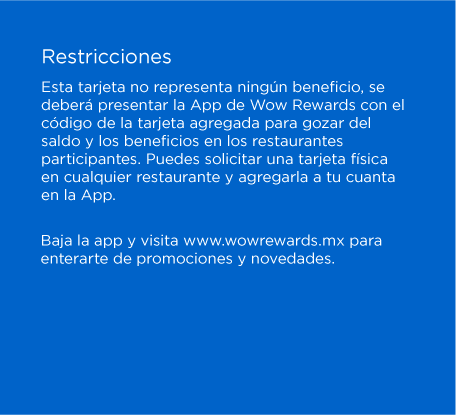 Restricciones
Esta tarjeta no representa ningún beneficio, se
deberá presentar la App de Wow Rewards con el
código de la tarjeta agregada para gozar del
saldo y los beneficios en los restaurantes
participantes. Puedes solicitar una tarjeta física
en cualquier restaurante y agregarla a tu cuanta
en la App.
Baja la app y visita www.wowrewards.mx para
enterarte de promociones y novedades.